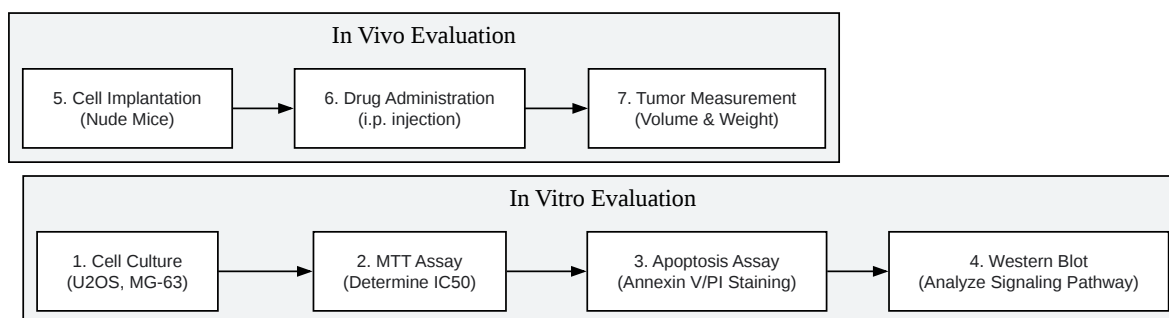 In Vivo Evaluation
5. Cell Implantation
(Nude Mice)
6. Drug Administration
(i.p. injection)
7. Tumor Measurement
(Volume & Weight)
In Vitro Evaluation
1. Cell Culture
(U2OS, MG-63)
2. MTT Assay
(Determine IC50)
3. Apoptosis Assay
(Annexin V/PI Staining)
4. Western Blot
(Analyze Signaling Pathway)